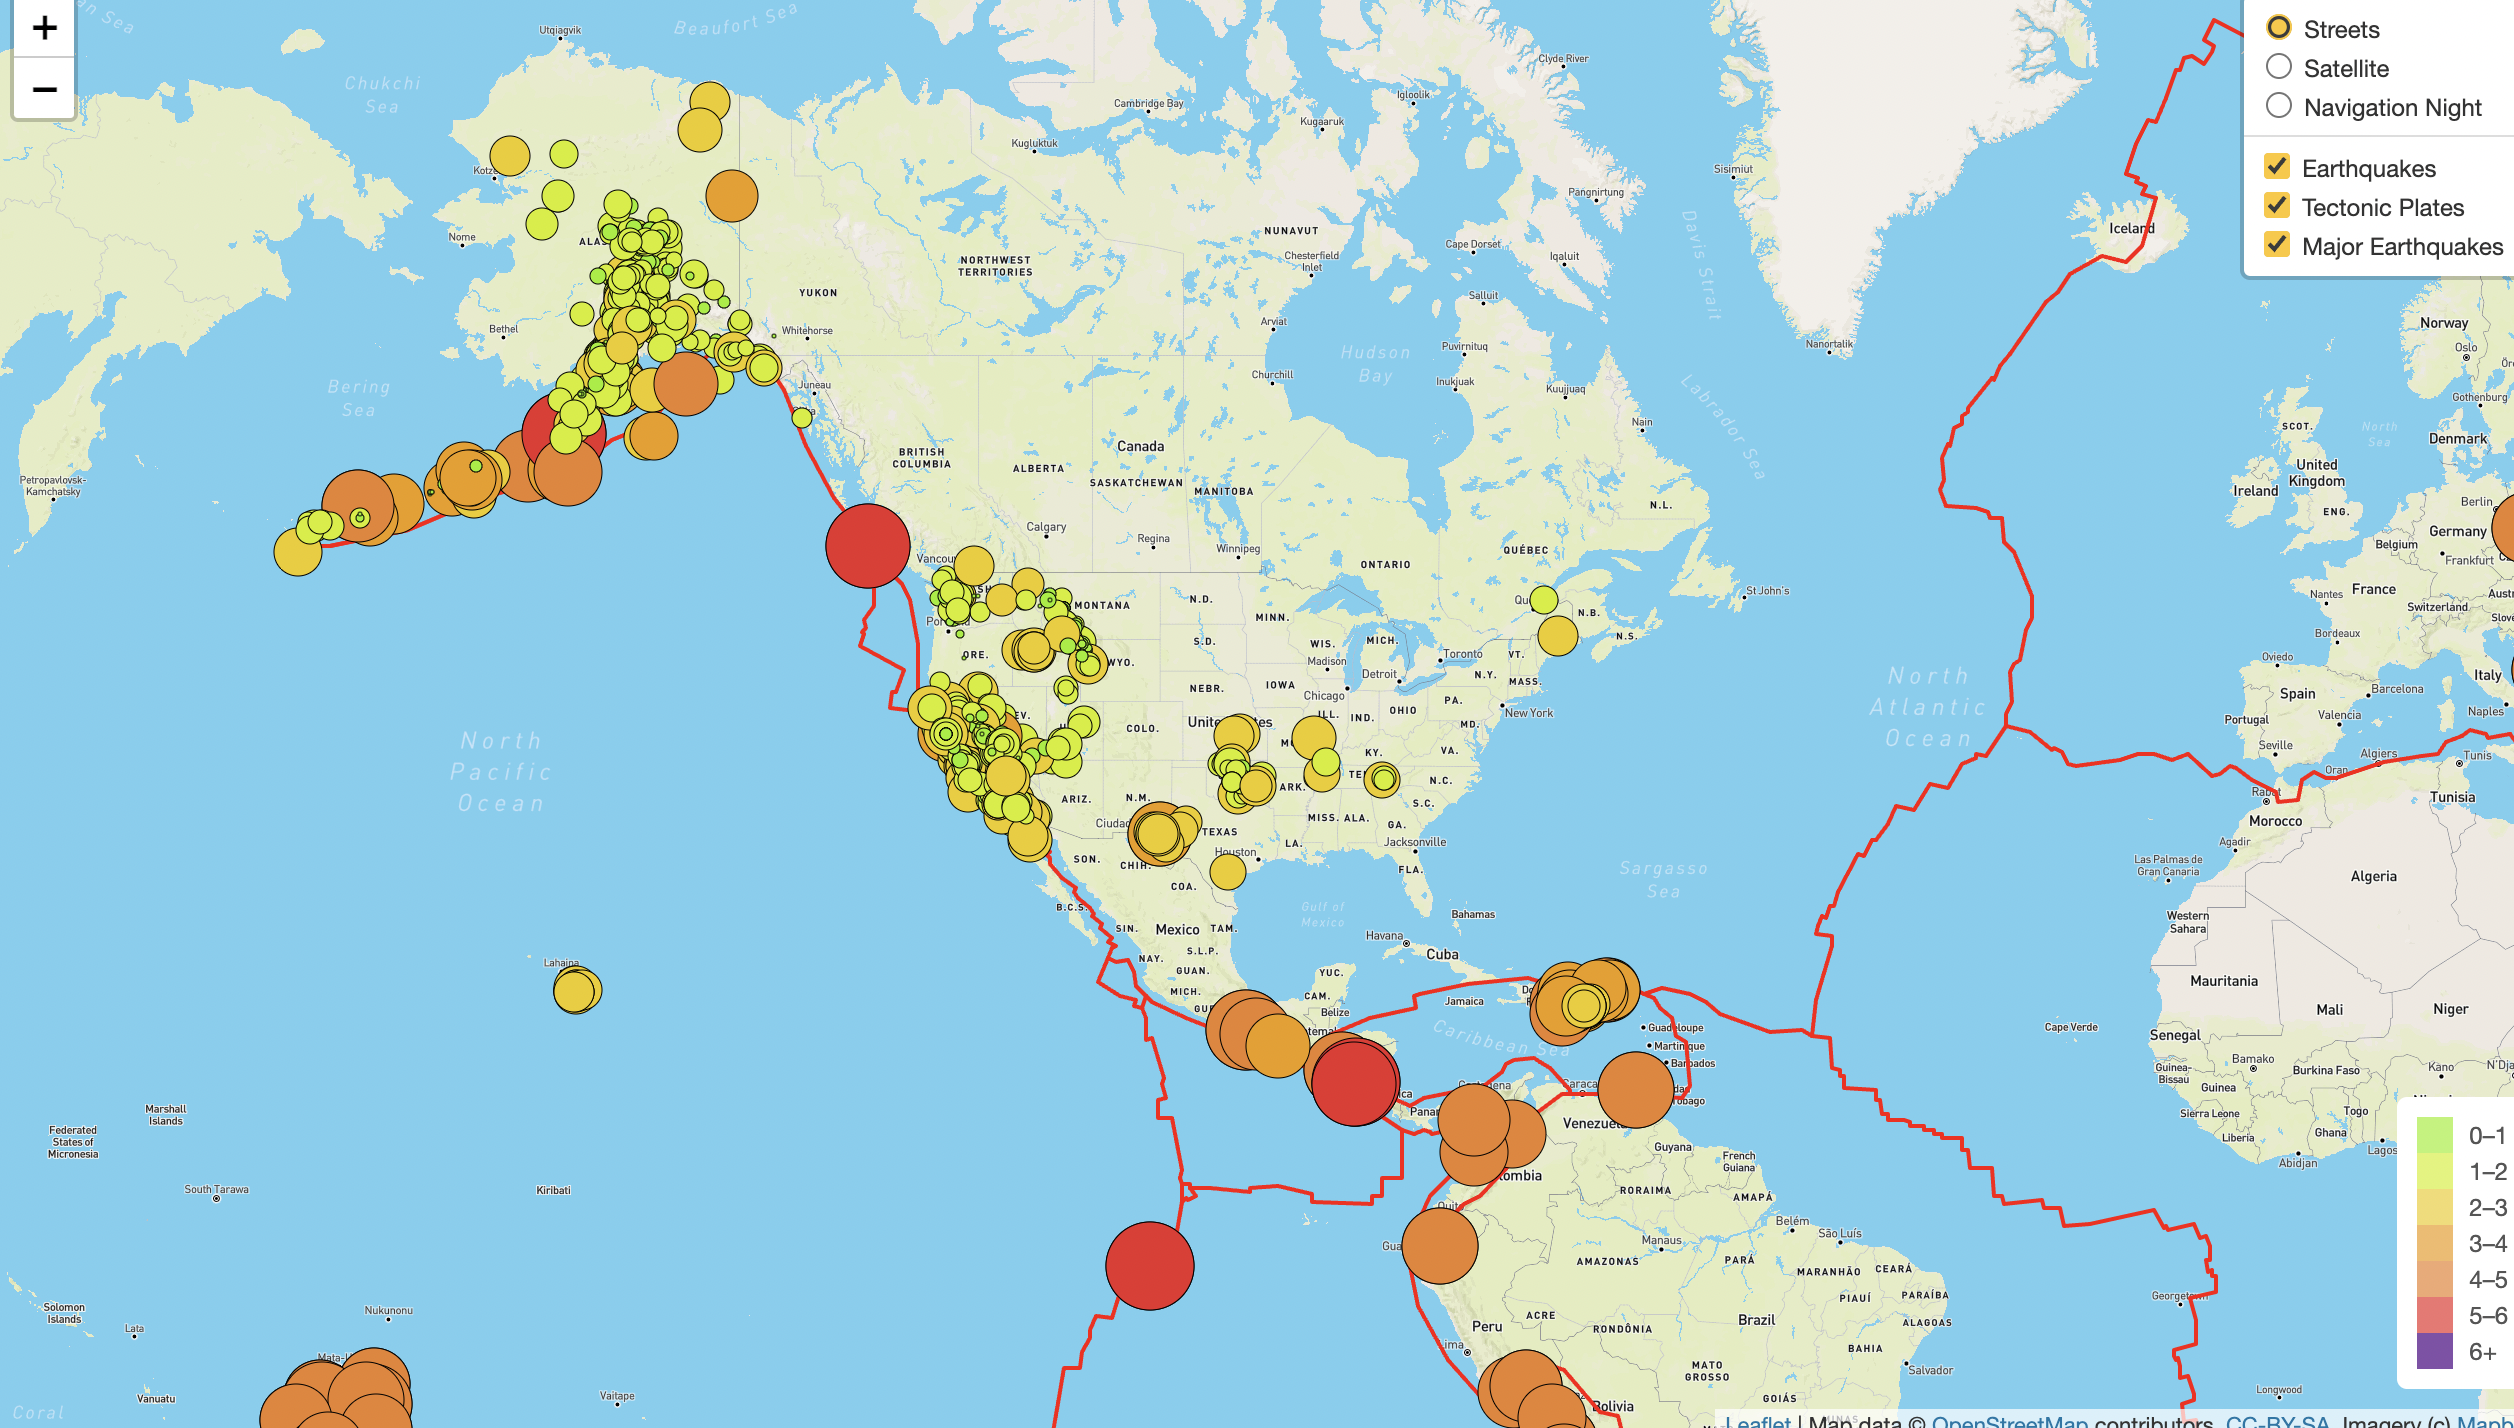 +
−
Streets
Satellite
Navigation Night
Earthquakes
Tectonic Plates
Major Earthquakes
Beaufort Sea
Utqiagvik
Chukchi
Sea
Clyde River
Igloolik
Cambridge Bay
Kugaaruk
Kugluktuk
Sisimiut
Pangnirtung
Iceland
Nome
NUNAVUT
Cape Dorset
Chesterfield
Inlet
Iqaluit
NORTHWEST
TERRITORIES
Davis Strait
YUKON
Salluit
Arviat
Whitehorse
Bethel
Norway
Oslo
Nanortalik
Puvirnituq
Hudson
Bay
Churchill
Inukjuak
Kuujjuaq
Juneau
Bering
Sea
Labrador Sea
Gothenburg
Nain
SCOT.
North
Sea
Denmark
Canada
BRITISH
COLUMBIA
ALBERTA
SASKATCHEWAN
MANITOBA
N.L.
Petropavlovsk-
Kamchatsky
United
Kingdom
Ireland
ENG.
Berlin
Germany
Belgium
Frankfurt
Calgary
Regina
Winnipeg
QUÉBEC
ONTARIO
St John's
France
Nantes
Switzerland
Bordeaux
MONTANA
N.D.
MINN.
N.B.
N.S.
S.D.
WIS.
MICH.
Madison
Toronto
VT.
ORE.
WYO.
Detroit
N.Y.
MASS.
NEBR.
IOWA
Chicago
PA.
New York
OHIO
ILL.
IND.
MD.
COLO.
KY.
VA.
N.C.
ARK.
S.C.
ARIZ.
N.M.
MISS.
ALA.
GA.
TEXAS
LA.
Jacksonville
Houston
FLA.
SON.
CHIH.
COA.
B.C.S.
SIN.
Mexico
TAM.
NAY.
S.L.P.
GUAN.
MICH.
YUC.
CAM.
Belize
Gulf of
Mexico
Havana
Cuba
Bahamas
Jamaica
Sargasso
Sea
North
Atlantic
Ocean
North
Pacific
Ocean
Oviedo
Spain
Barcelona
Italy
Naples
Portugal
Valencia
Seville
Algiers
Tunis
Oran
Rabat
Tunisia
Morocco
Agadir
Las Palmas de
Gran Canaria
Algeria
Western
Sahara
Mauritania
Mali
Niger
Cape Verde
Senegal
Bamako
Guinea-
Bissau
Guinea
Burkina Faso
Kano
Sierra Leone
Togo
Liberia
Ghana
Abidjan
Lagos
Lahaina
Guadeloupe
Martinique
Barbados
Caribbean Sea
Guyana
French
Guiana
RORAIMA
AMAPÁ
Belém
São Luís
Manaus
AMAZONAS
PARÁ
MARANHÃO
CEARÁ
PIAUÍ
PARAÍBA
ACRE
Peru
RONDÔNIA
Brazil
ALAGOAS
BAHIA
Lima
MATO
GROSSO
Salvador
GOIÁS
Bolivia
Marshall
Islands
Federated
States of
Micronesia
South Tarawa
Kiribati
Solomon
Islands
Lata
Nukunonu
Vanuatu
Vaitape
Coral
Georgetown
Longwood
0–1
1–2
2–3
3–4
4–5
5–6
6+
Leaflet | Map data © OpenStreetMap contributors, CC-BY-SA, Imagery (c)